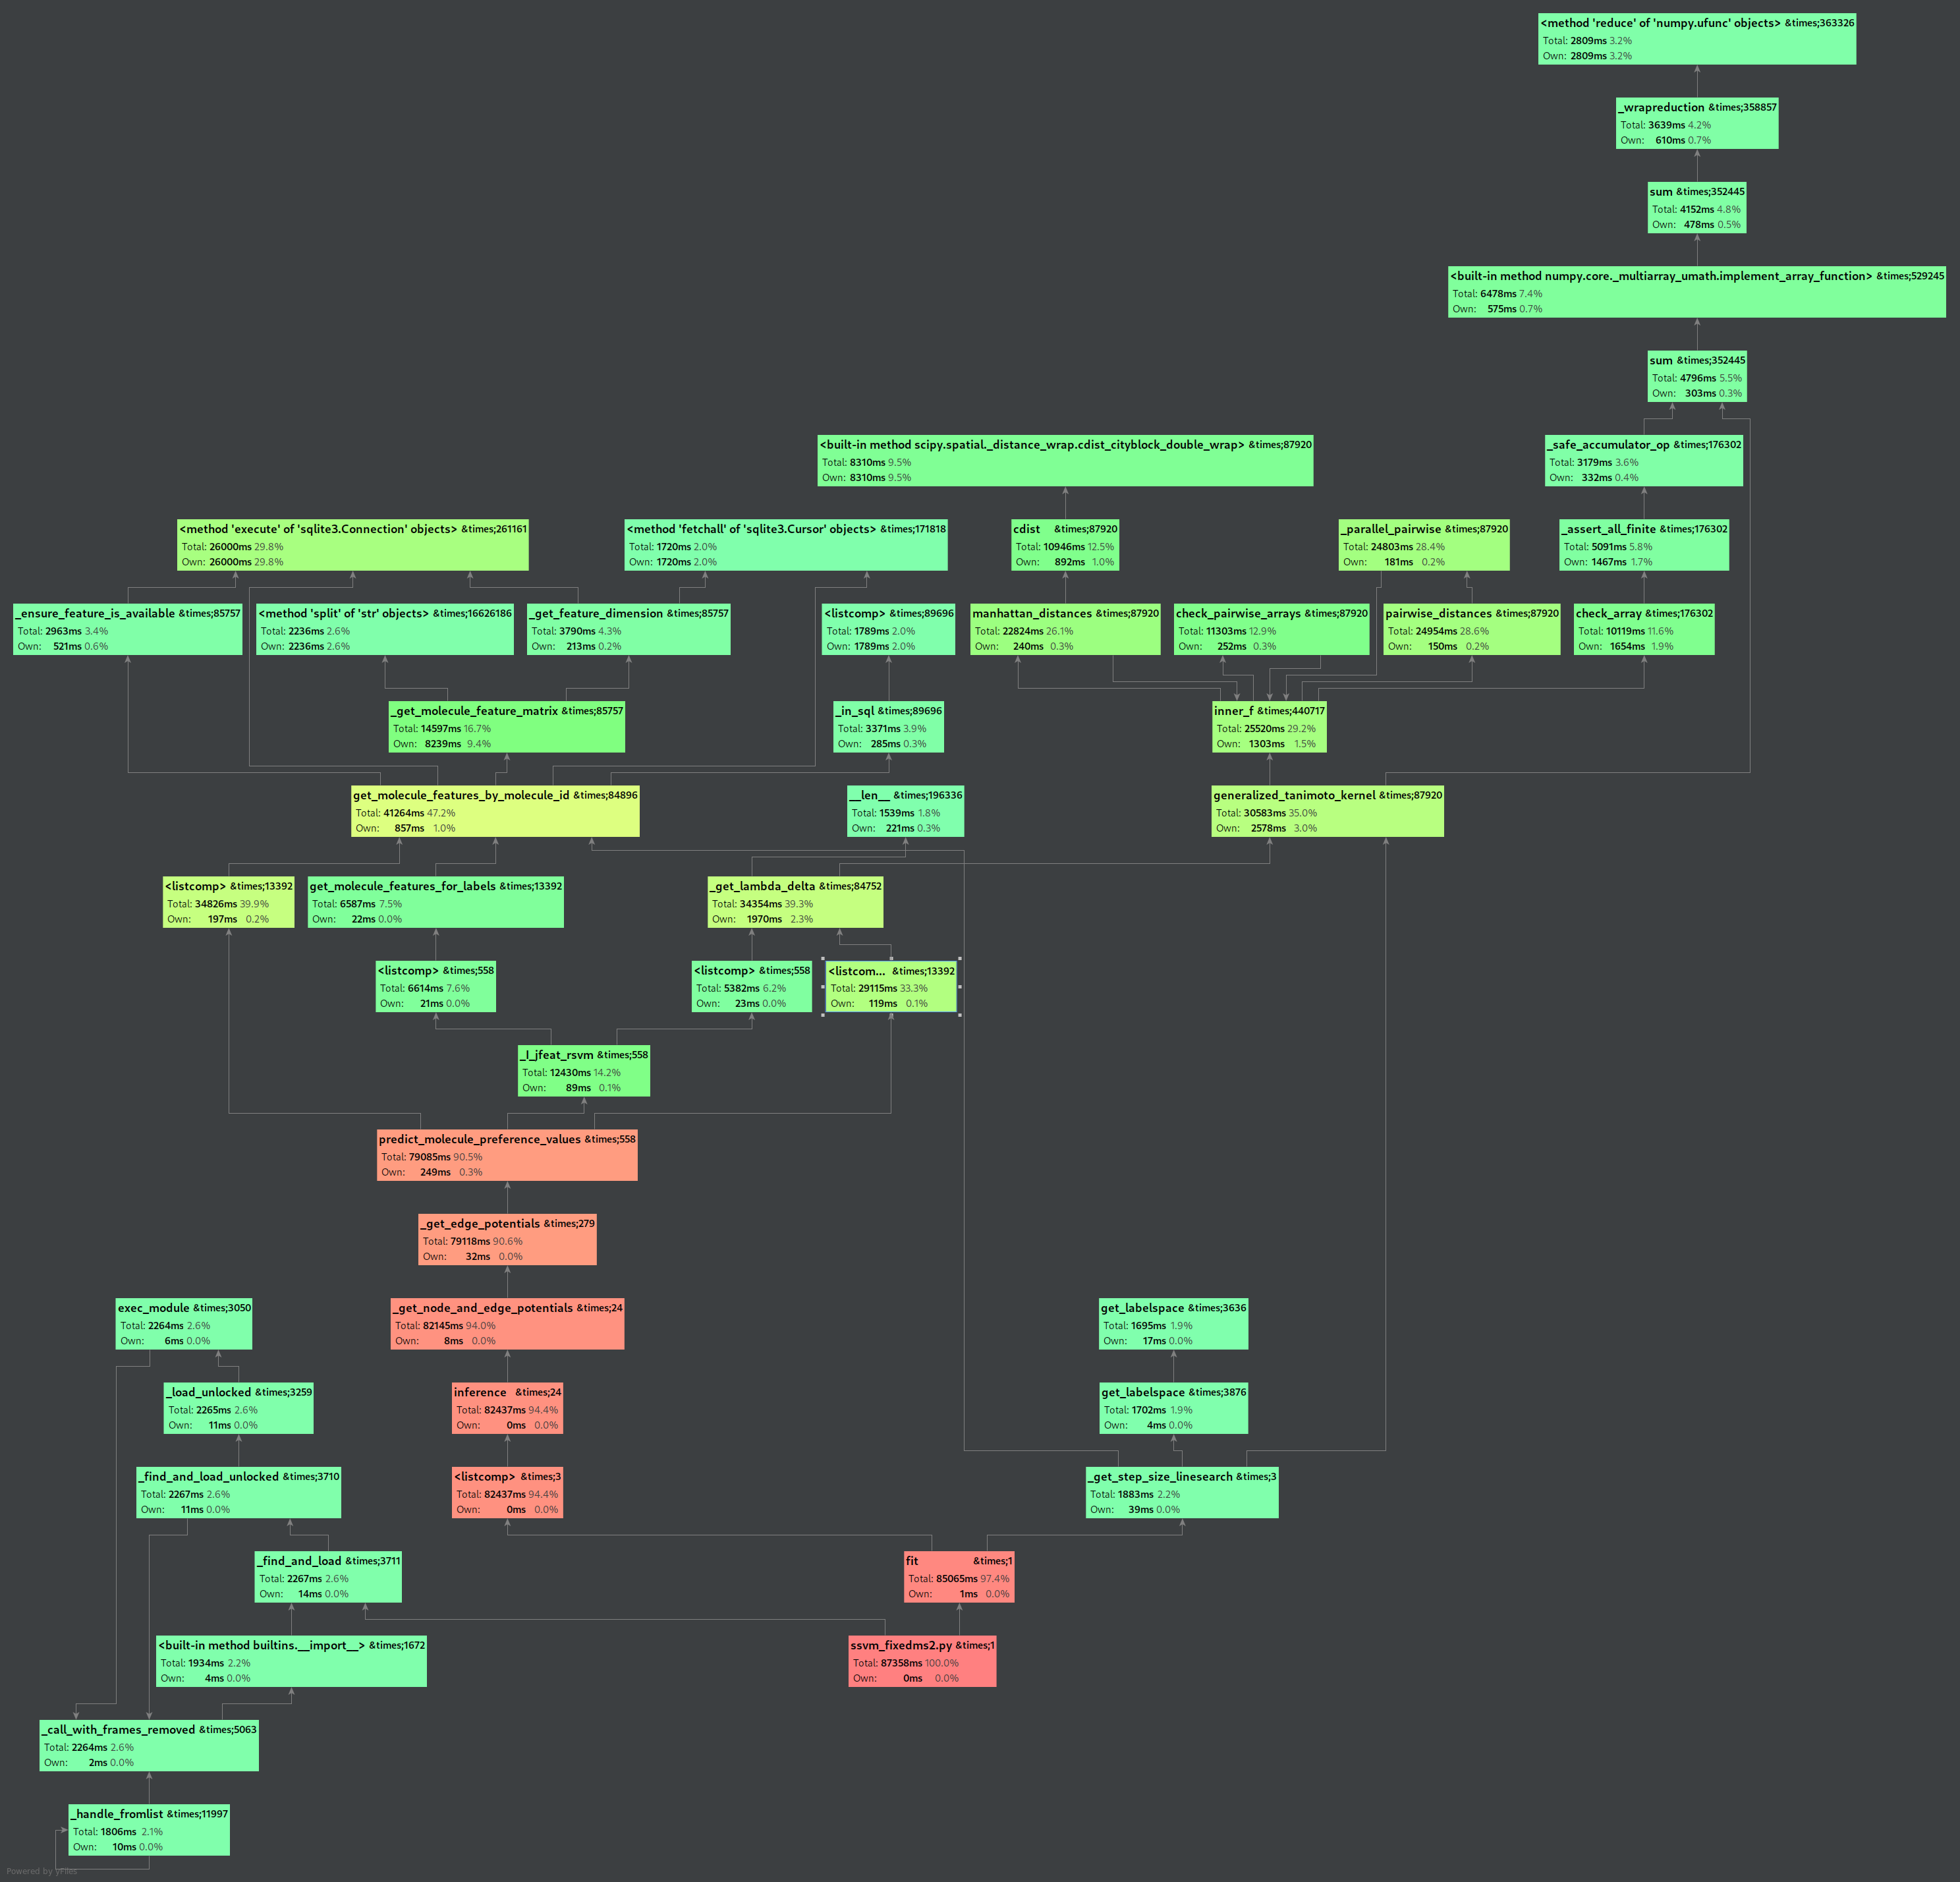 <method 'reduce' of 'numpy.ufunc' objects> &times;363326
Total: 2809ms 3.2%
Own: 2809ms 3.2%
_wrapreduction &times;358857
Total: 3639ms 4.2%
Own: 610ms 0.7%
sum &times;352445
Total: 4152ms 4.8%
Own: 478ms 0.5%
<built-in method numpy.core._multiarray_umath.implement_array_function> &times;529245
Total: 6478ms 7.4%
Own: 575ms 0.7%
sum &times;352445
Total: 4796ms 5.5%
Own: 303ms 0.3%
<built-in method scipy.spatial._distance_wrap.cdist_cityblock_double_wrap> &times;87920
Total: 8310ms 9.5%
Own: 8310ms 9.5%
_safe_accumulator_op &times;176302
Total: 3179ms 3.6%
Own: 332ms 0.4%
<method 'execute' of 'sqlite3.Connection' objects> &times;261161
Total: 26000ms 29.8%
Own: 26000ms 29.8%
<method 'fetchall' of 'sqlite3.Cursor' objects> &times;171818
Total: 1720ms 2.0%
Own: 1720ms 2.0%
cdist &times;87920
Total: 10946ms 12.5%
Own: 892ms 1.0%
_parallel_pairwise &times;87920
Total: 24803ms 28.4%
Own: 181ms 0.2%
_assert_all_finite &times;176302
Total: 5091ms 5.8%
Own: 1467ms 1.7%
_ensure_feature_is_available &times;85757
Total: 2963ms 3.4%
Own: 521ms 0.6%
<method 'split' of 'str' objects> &times;16626186
Total: 2236ms 2.6%
Own: 2236ms 2.6%
_get_feature_dimension &times;85757
Total: 3790ms 4.3%
Own: 213ms 0.2%
<listcomp> &times;89696
Total: 1789ms 2.0%
Own: 1789ms 2.0%
manhattan_distances &times;87920
Total: 22824ms 26.1%
Own: 240ms 0.3%
check_pairwise_arrays &times;87920
Total: 11303ms 12.9%
Own: 252ms 0.3%
pairwise_distances &times;87920
Total: 24954ms 28.6%
Own: 150ms 0.2%
check_array &times;176302
Total: 10119ms 11.6%
Own: 1654ms 1.9%
_get_molecule_feature_matrix &times;85757
Total: 14597ms 16.7%
Own: 8239ms 9.4%
_in_sql &times;89696
Total: 3371ms 3.9%
Own: 285ms 0.3%
inner_f &times;440717
Total: 25520ms 29.2%
Own: 1303ms 1.5%
get_molecule_features_by_molecule_id &times;84896
Total: 41264ms 47.2%
Own: 857ms 1.0%
__len__ &times;196336
Total: 1539ms 1.8%
Own: 221ms 0.3%
generalized_tanimoto_kernel &times;87920
Total: 30583ms 35.0%
Own: 2578ms 3.0%
<listcomp> &times;13392
Total: 34826ms 39.9%
Own: 197ms 0.2%
get_molecule_features_for_labels &times;13392
Total: 6587ms 7.5%
Own: 22ms 0.0%
_get_lambda_delta &times;84752
Total: 34354ms 39.3%
Own: 1970ms 2.3%
<listcomp> &times;558
Total: 6614ms 7.6%
Own: 21ms 0.0%
<listcomp> &times;558
Total: 5382ms 6.2%
Own: 23ms 0.0%
<listcom... &times;13392
Total: 29115ms 33.3%
Own: 119ms 0.1%
_I_jfeat_rsvm &times;558
Total: 12430ms 14.2%
Own: 89ms 0.1%
predict_molecule_preference_values &times;558
Total: 79085ms 90.5%
Own: 249ms 0.3%
_get_edge_potentials &times;279
Total: 79118ms 90.6%
Own: 32ms 0.0%
exec_module &times;3050
Total: 2264ms 2.6%
Own: 6ms 0.0%
_get_node_and_edge_potentials &times;24
Total: 82145ms 94.0%
Own: 8ms 0.0%
get_labelspace &times;3636
Total: 1695ms 1.9%
Own: 17ms 0.0%
_load_unlocked &times;3259
Total: 2265ms 2.6%
Own: 11ms 0.0%
inference &times;24
Total: 82437ms 94.4%
Own: 0ms 0.0%
get_labelspace &times;3876
Total: 1702ms 1.9%
Own: 4ms 0.0%
_find_and_load_unlocked &times;3710
Total: 2267ms 2.6%
Own: 11ms 0.0%
<listcomp> &times;3
Total: 82437ms 94.4%
Own: 0ms 0.0%
_get_step_size_linesearch &times;3
Total: 1883ms 2.2%
Own: 39ms 0.0%
_find_and_load &times;3711
Total: 2267ms 2.6%
Own: 14ms 0.0%
fit &times;1
Total: 85065ms 97.4%
Own: 1ms 0.0%
<built-in method builtins.__import__> &times;1672
Total: 1934ms 2.2%
Own: 4ms 0.0%
ssvm_fixedms2.py &times;1
Total: 87358ms 100.0%
Own: 0ms 0.0%
_call_with_frames_removed &times;5063
Total: 2264ms 2.6%
Own: 2ms 0.0%
_handle_fromlist &times;11997
Total: 1806ms 2.1%
Own: 10ms 0.0%
Powered by yFiles